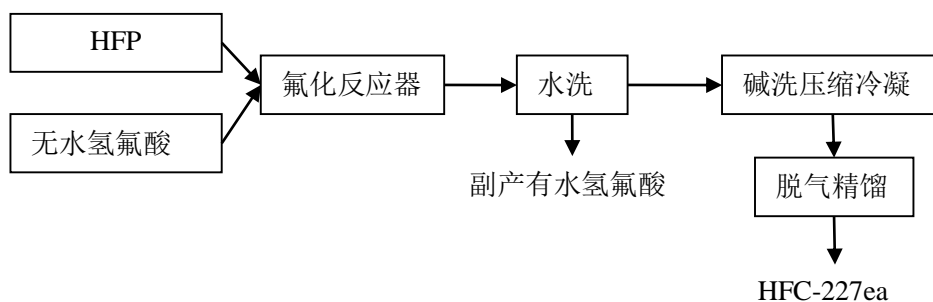 HFP
无水氢氟酸
氟化反应器
水洗
副产有水氢氟酸
碱洗压缩冷凝
脱气精馏
HFC-227ea